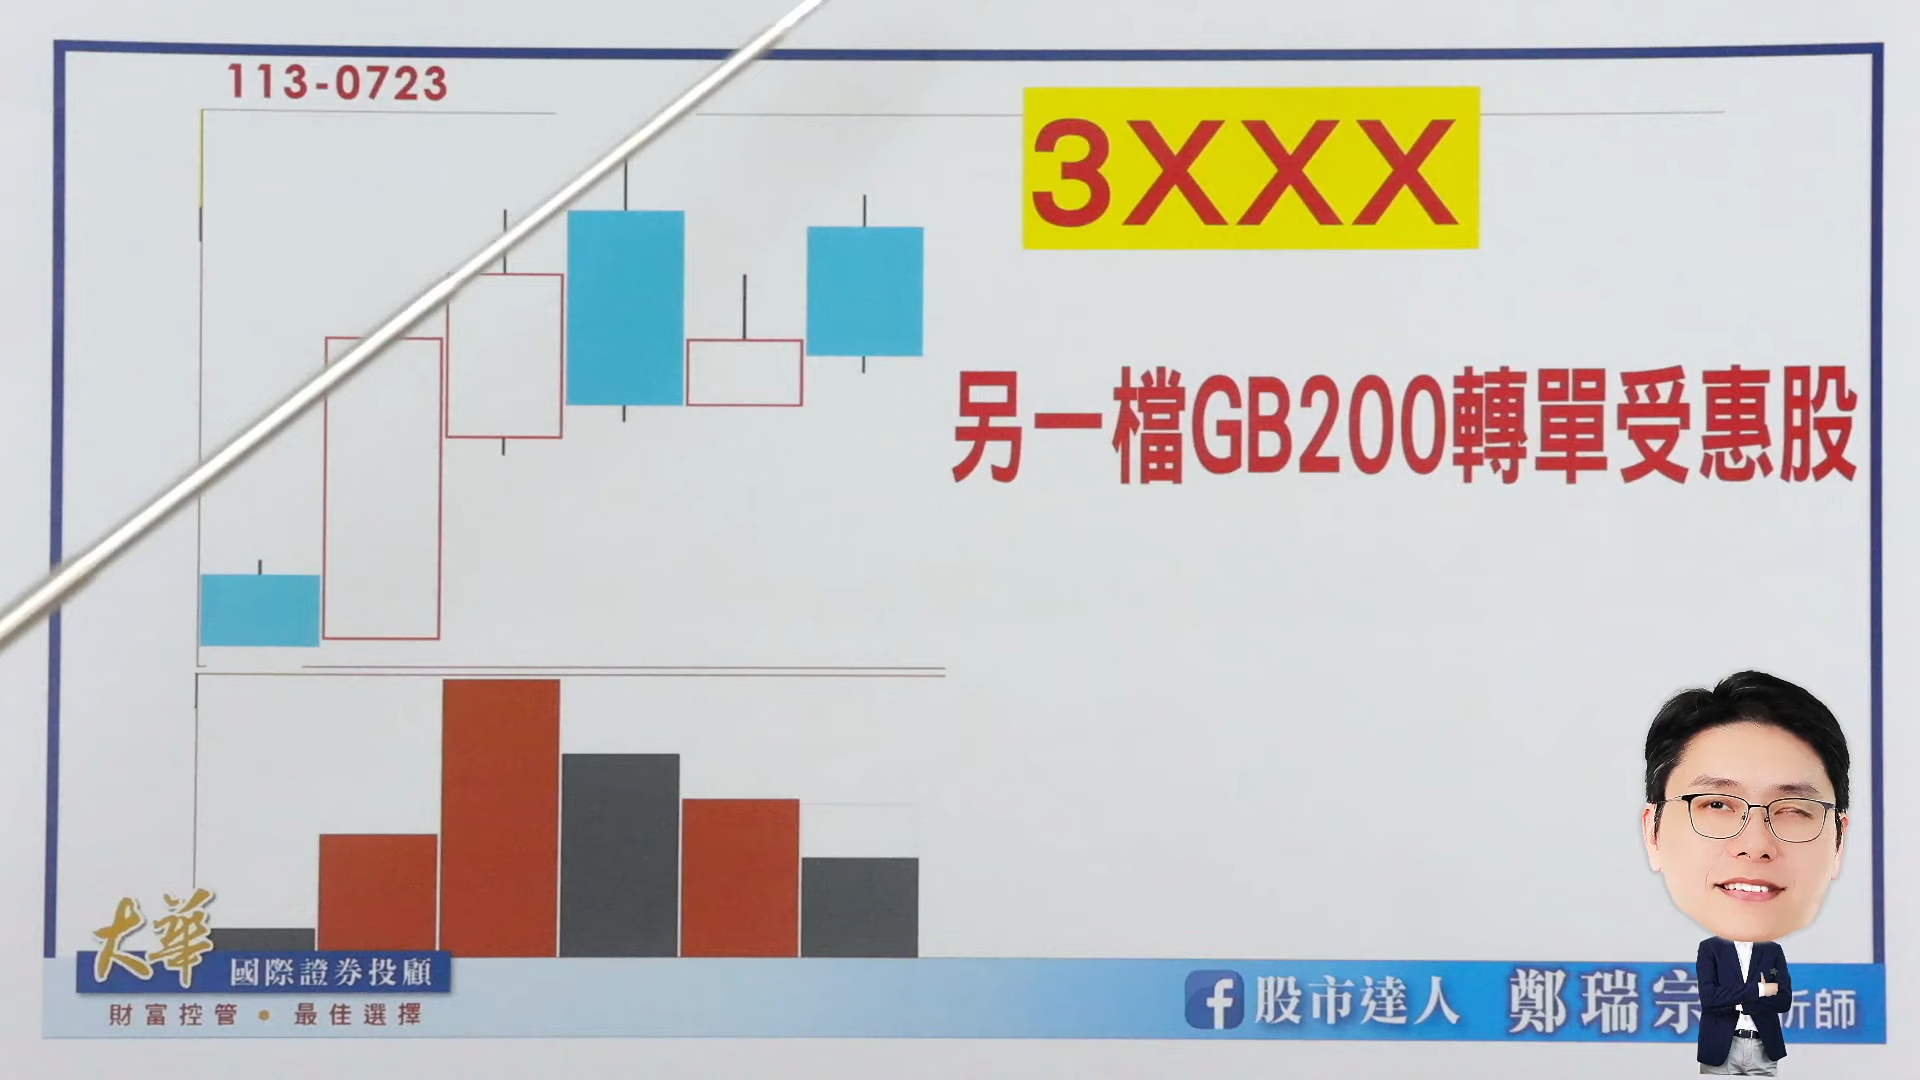 113-0723
3XXX
另一檔GB200轉單受惠股
大華 國際證券投顧
財富控管・最佳選擇
股市達人 鄭瑞宗 析師